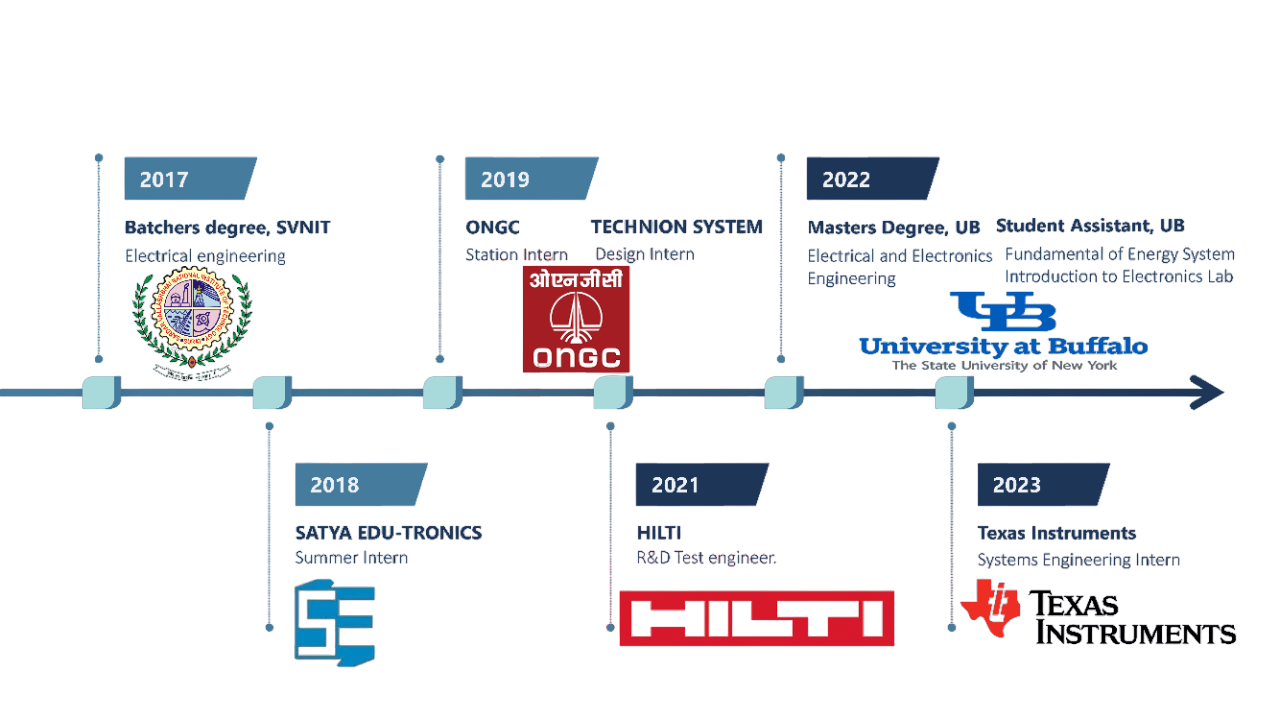 2017
Batchers degree, SVNIT
Electrical engineering
2019
ONGC
Station Intern
TECHNION SYSTEM
Design Intern
ओएनजीसी
ONGC
2022
Masters Degree, UB
Electrical and Electronics
Engineering
Student Assistant, UB
Fundamental of Energy System
Introduction to Electronics Lab
UB
University at Buffalo
The State University of New York
2018
SATYA EDU-TRONICS
Summer Intern
SE
2021
HILTI
R&D Test engineer.
HILTI
2023
Texas Instruments
Systems Engineering Intern
TEXAS
INSTRUMENTS